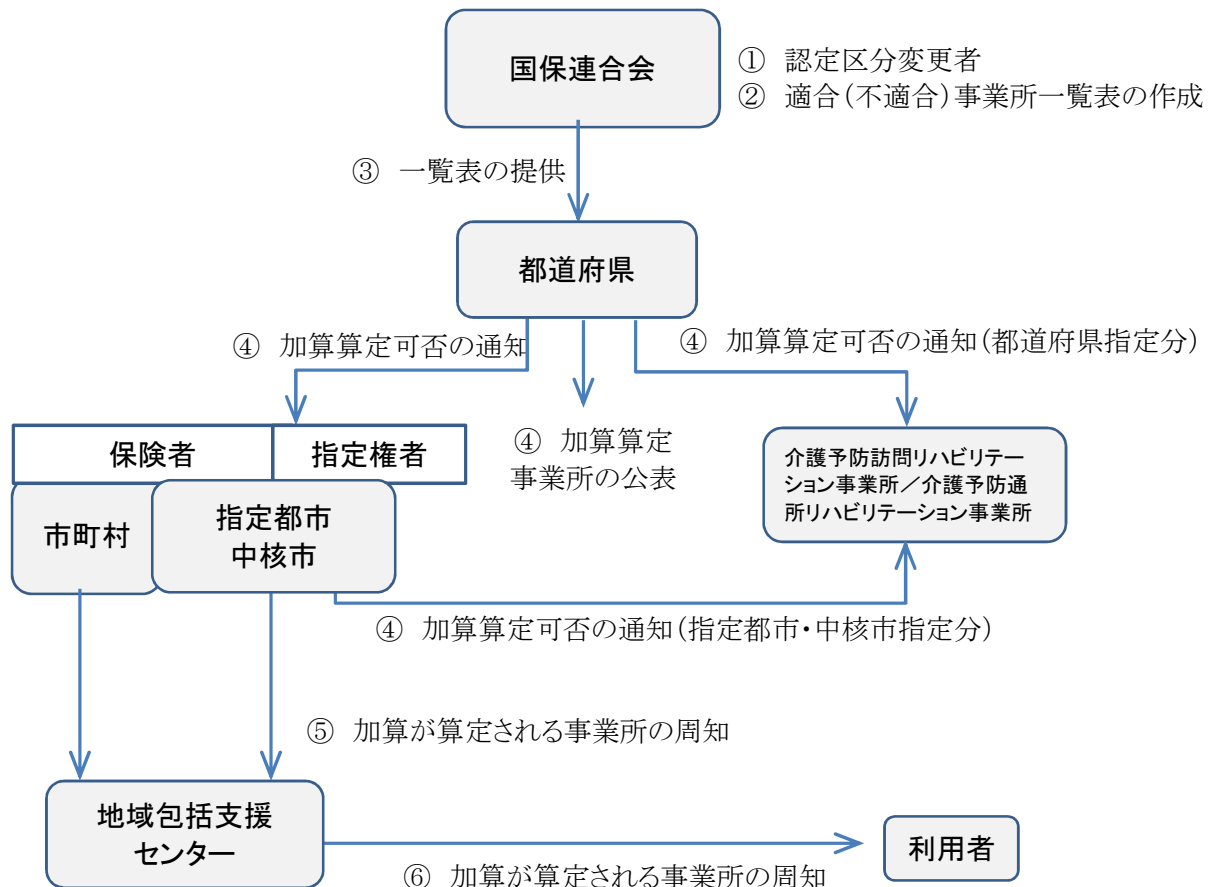 国保連合会
① 認定区分変更者
② 適合(不適合)事業所一覧表の作成
③ 一覧表の提供
都道府県
④ 加算算定可否の通知
④ 加算算定可否の通知(都道府県指定分)
保険者
指定権者
④ 加算算定
事業所の公表
介護予防訪問リハビリテー
ション事業所/介護予防通
所リハビリテーション事業所
市町村
指定都市
中核市
④ 加算算定可否の通知(指定都市・中核市指定分)
⑤ 加算が算定される事業所の周知
地域包括支援
センター
利用者
⑥ 加算が算定される事業所の周知